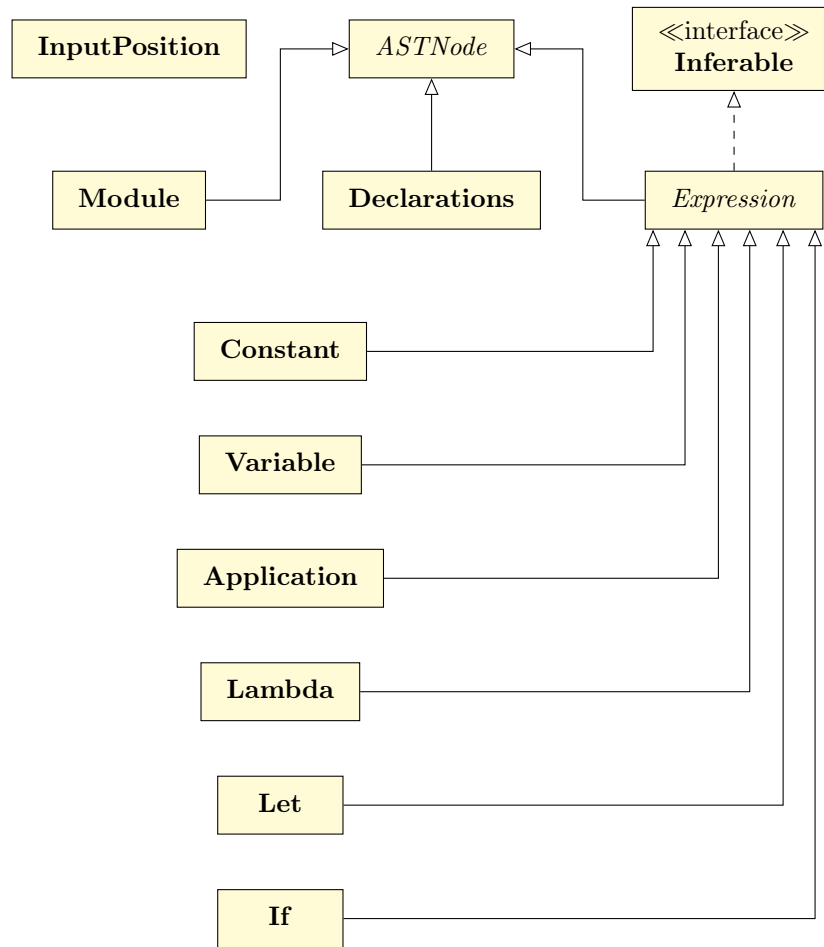 InputPosition
ASTNode
≪interface≫
Inferable
Module
Declarations
Expression
Constant
Variable
Application
Lambda
Let
If